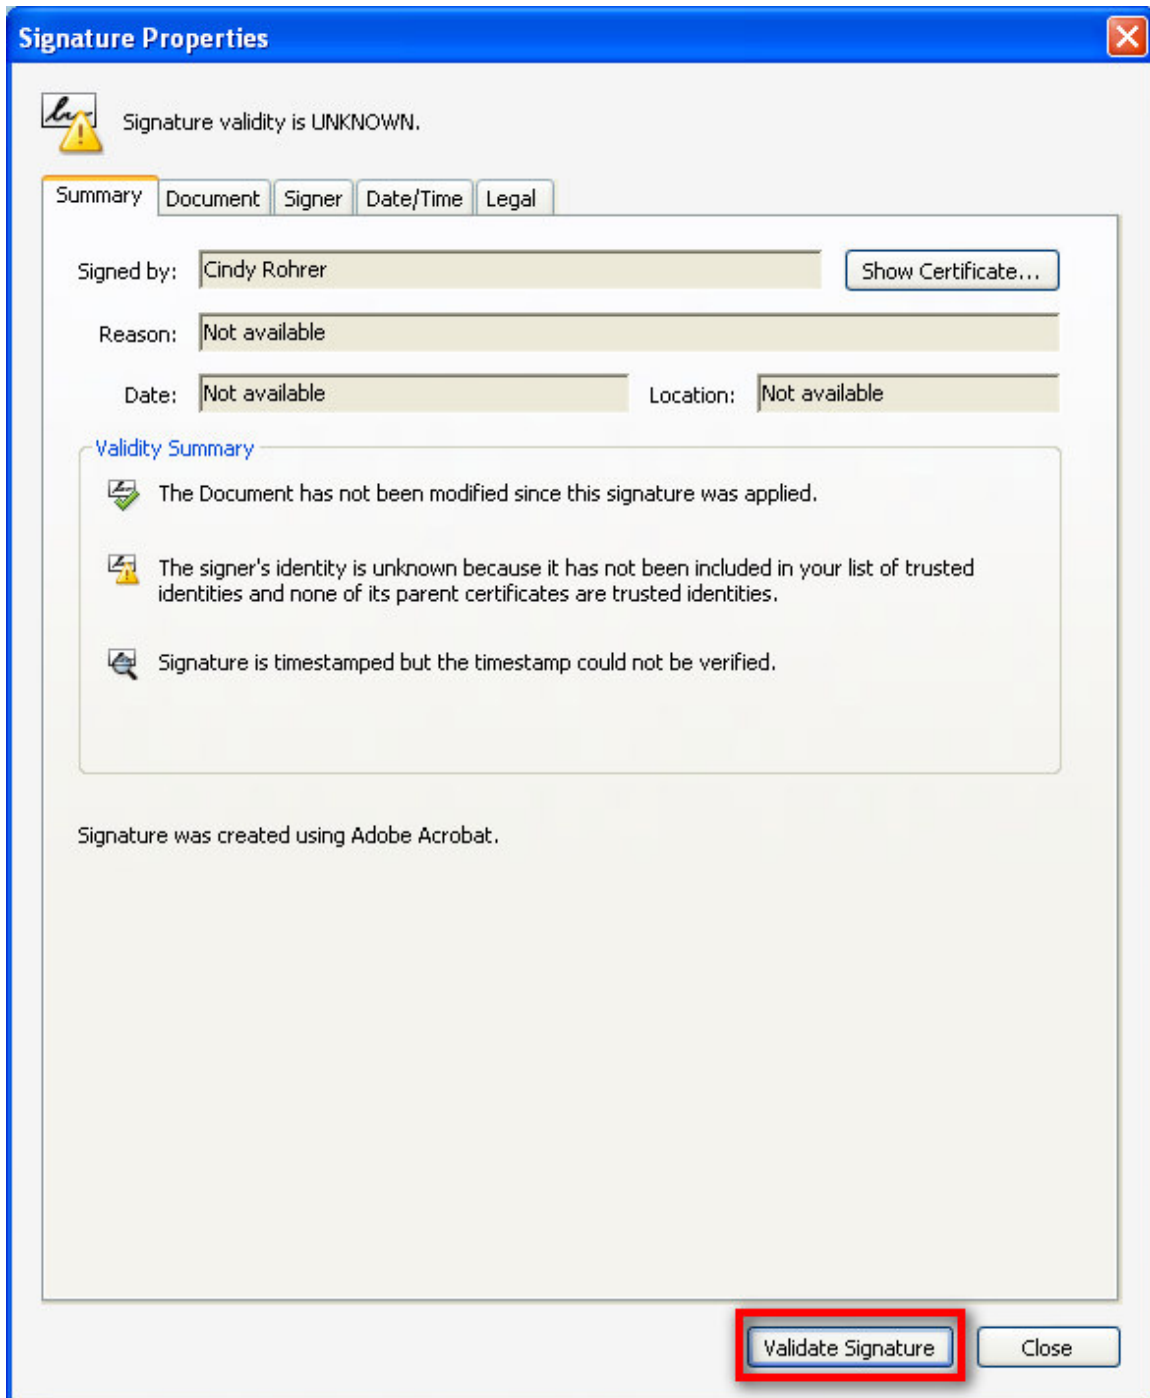 Signature Properties
Signature validity is UNKNOWN.
Summary Document Signer Date/Time Legal
Signed by: Cindy Rohrer Show Certificate...
Reason: Not available
Date: Not available Location: Not available
Validity Summary
The Document has not been modified since this signature was applied.
The signer's identity is unknown because it has not been included in your list of trusted
identities and none of its parent certificates are trusted identities.
Signature is timestamped but the timestamp could not be verified.
Signature was created using Adobe Acrobat.
Validate Signature Close